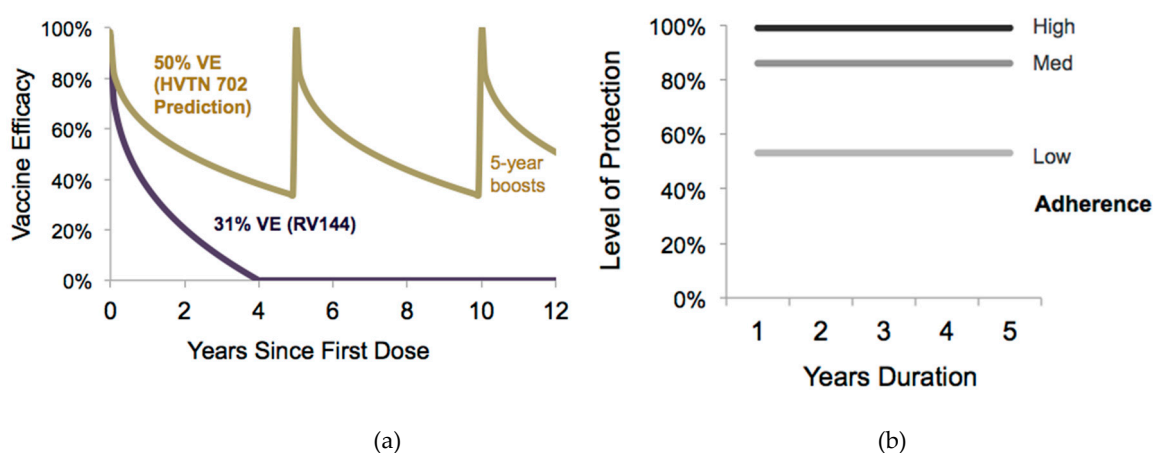 100%
80%
60%
40%
20%
0%
Vaccine Efficacy
50% VE
(HVTN 702
Prediction)
5-year
boosts
31% VE (RV144)
0 2 4 6 8 10 12
Years Since First Dose
(a)
100%
80%
60%
40%
20%
0%
Level of Protection
High
Med
Low
Adherence
1 2 3 4 5
Years Duration
(b)